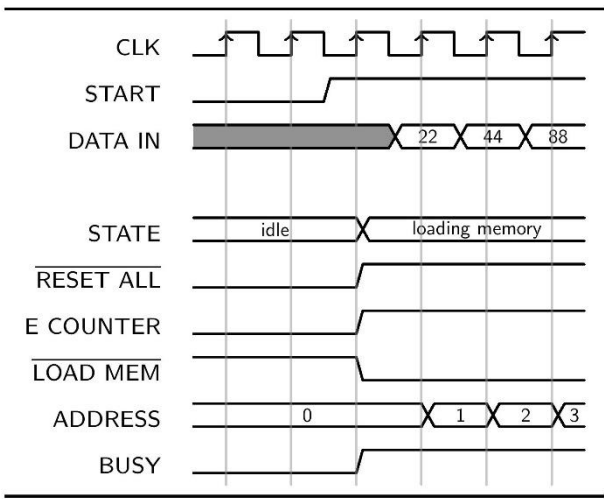 CLK
START
DATA IN 22 44 88
STATE idle loading memory
RESET ALL
E COUNTER
LOAD MEM
ADDRESS 0 1 2 3
BUSY